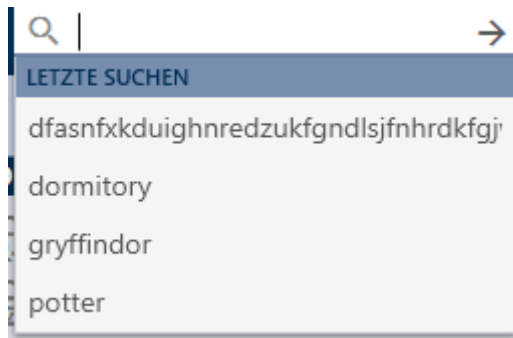 LETZTE SUCHEN
dfasnfxkduighnredzukfgndlsjfnhrdkfgj
dormitory
gryffindor
potter